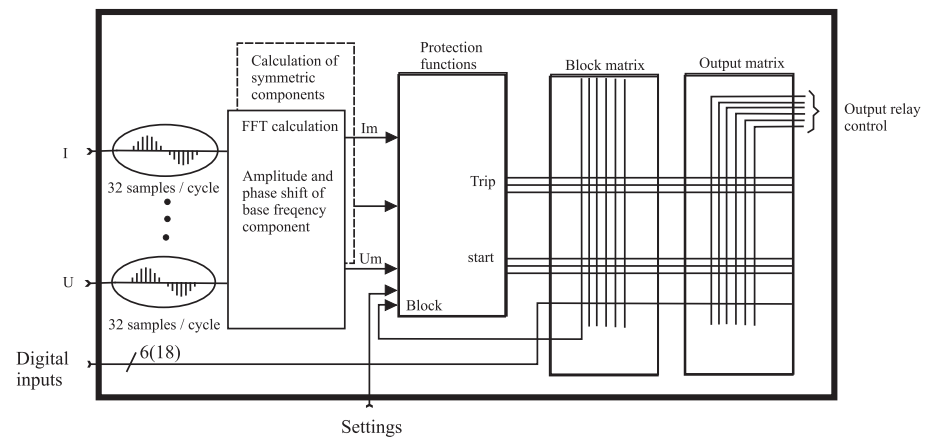 Protection
functions
Calculation of
symmetric
components
Block matrix
Output matrix
Output relay
control
FFT calculation
Im
I
Amplitude and
phase shift of
base freqency
component
32 samples / cycle
Trip
Um
start
U
Block
32 samples / cycle
Digital
inputs
6(18)
Settings